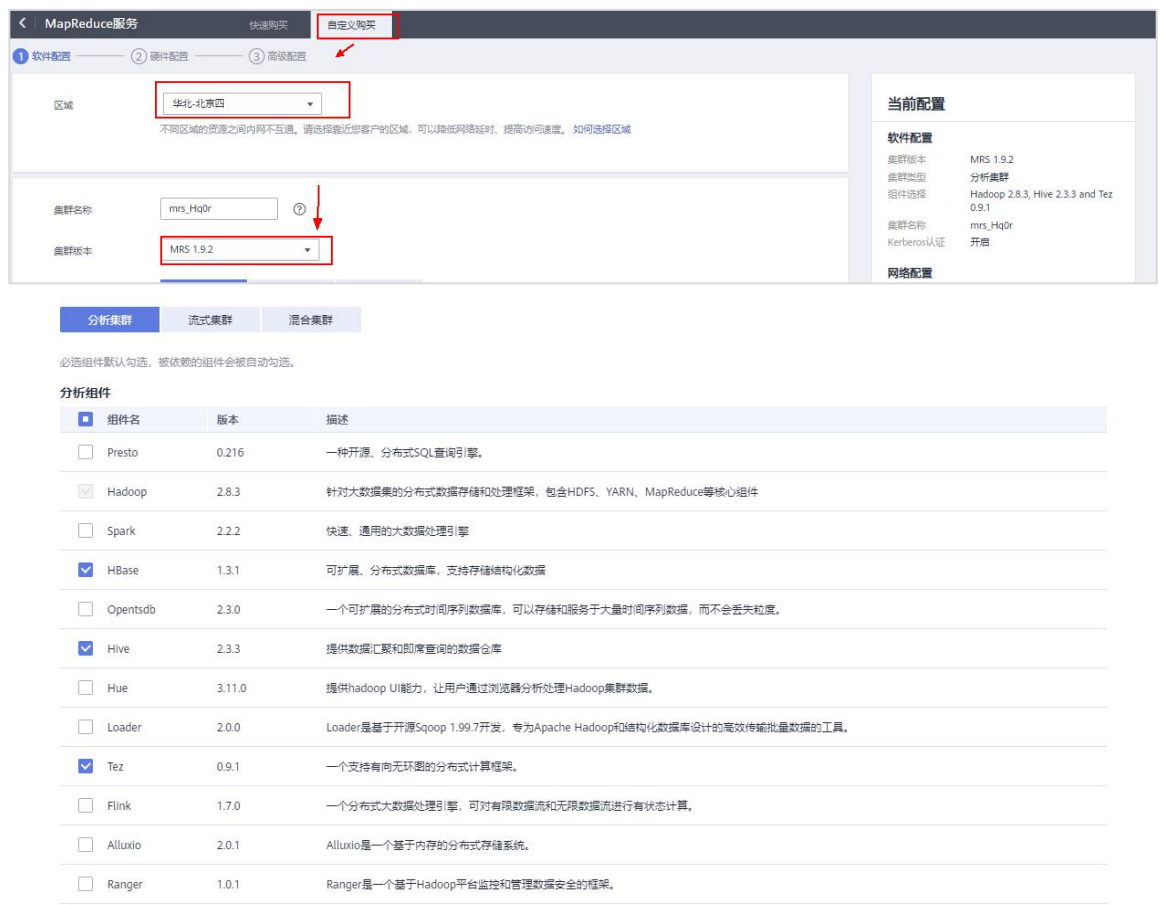 MapReduce服务 快速购买 自定义购买
1 软件配置 2 硬件配置 3 高级配置
区域 华北-北京四
不同区域的资源之间内网不互通。请选择靠近您客户的区域，可以降低网络延时、提高访问速度。 如何选择区域
集群名称 mrs_Hq0r ?
集群版本 MRS 1.9.2
当前配置
软件配置
集群版本 MRS 1.9.2
集群类型 分析集群
组件选择 Hadoop 2.8.3, Hive 2.3.3 and Tez
0.9.1
集群名称 mrs_Hq0r
Kerberos认证 开启
网络配置
分析集群 流式集群 混合集群
必选组件默认勾选，被依赖的组件会被自动勾选。
分析组件
组件名 版本 描述
Presto 0.216 一种开源、分布式SQL查询引擎。
Hadoop 2.8.3 针对大数据集的分布式数据存储和处理框架，包含HDFS、YARN、MapReduce等核心组件
Spark 2.2.2 快速、通用的大数据处理引擎
HBase 1.3.1 可扩展、分布式数据库，支持存储结构化数据
Opentsdb 2.3.0 一个可扩展的分布式时间序列数据库，可以存储和服务于大量时间序列数据，而不会丢失粒度。
Hive 2.3.3 提供数据汇聚和即席查询的数据仓库
Hue 3.11.0 提供hadoop UI能力，让用户通过浏览器分析处理Hadoop集群数据。
Loader 2.0.0 Loader是基于开源Sqoop 1.99.7开发，专为Apache Hadoop和结构化数据库设计的高效传输批量数据的工具。
Tez 0.9.1 一个支持有向无环图的分布式计算框架。
Flink 1.7.0 一个分布式大数据处理引擎，可对有限数据流和无限数据流进行有状态计算。
Alluxio 2.0.1 Alluxio是一个基于内存的分布式存储系统。
Ranger 1.0.1 Ranger是一个基于Hadoop平台监控和管理数据安全的框架。